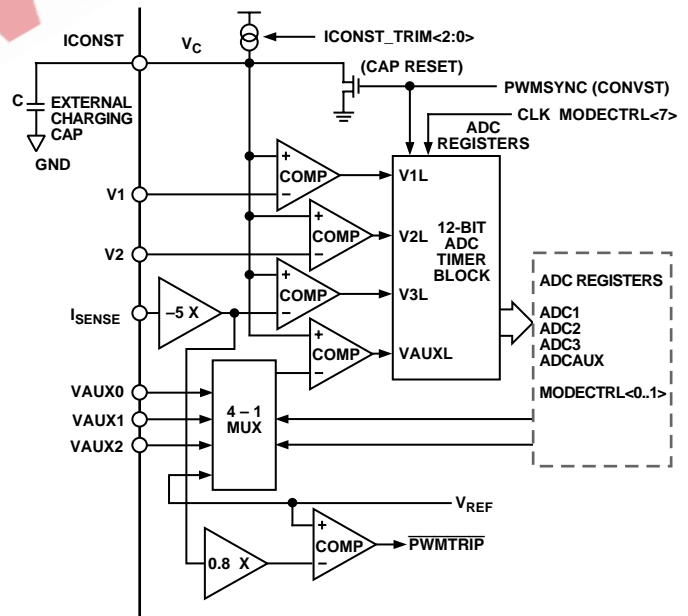 ICONST
VC
ICONST_TRIM<2:0>
(CAP RESET)
PWMSYNC (CONVST)
C
EXTERNAL
CHARGING
CAP
GND
CLK MODECTRL<7>
ADC
REGISTERS
+
COMP
–
V1L
V1
+
COMP
–
V2L
V2
12-BIT
ADC
TIMER
BLOCK
+
COMP
–
V3L
ISENSE
–5 X
+
COMP
–
VAUXL
ADC REGISTERS
ADC1
ADC2
ADC3
ADCAUX
MODECTRL<0..1>
VAUX0
VAUX1
VAUX2
4 – 1
MUX
VREF
+
COMP
–
PWMTRIP
0.8 X